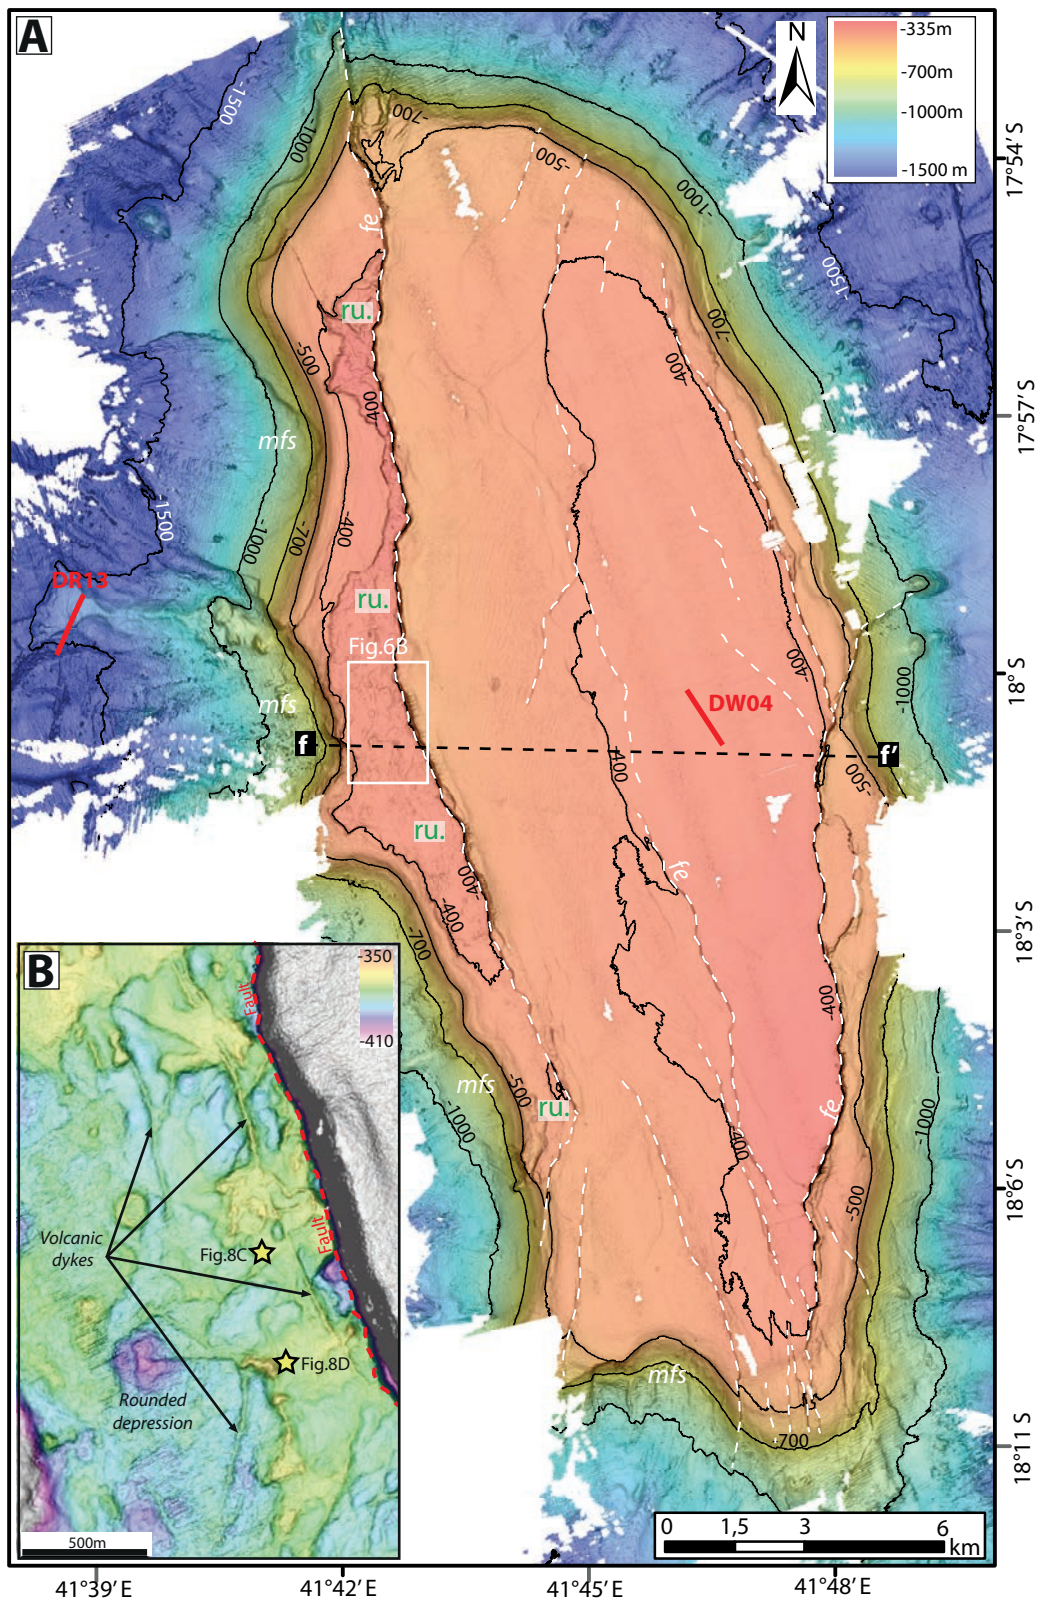 A
N
-335m
-700m
-1000m
-1500 m
-1500
-1000
-700
-500
-1000
-1500
17°54' S
fe
ru.
-500
400
-400
-700
17°57' S
mfs
-1500
-1000
-700
-400
DR13
ru.
Fig.6B
-400
18°S
-1000
mfs
DW04
f
f'
400
-500
ru.
-400
fe
-400
-700
18°3' S
400
B
-350
-410
Fault
mfs
-500
-1000
ru.
fe
-1000
400
18°6' S
-500
Volcanic
dykes
Fault
Fig.8C
Fig.8D
mfs
Rounded
depression
-700
18°11 S
500m
0 1,5 3 6
km
41°39' E 41°42' E 41°45' E 41°48' E